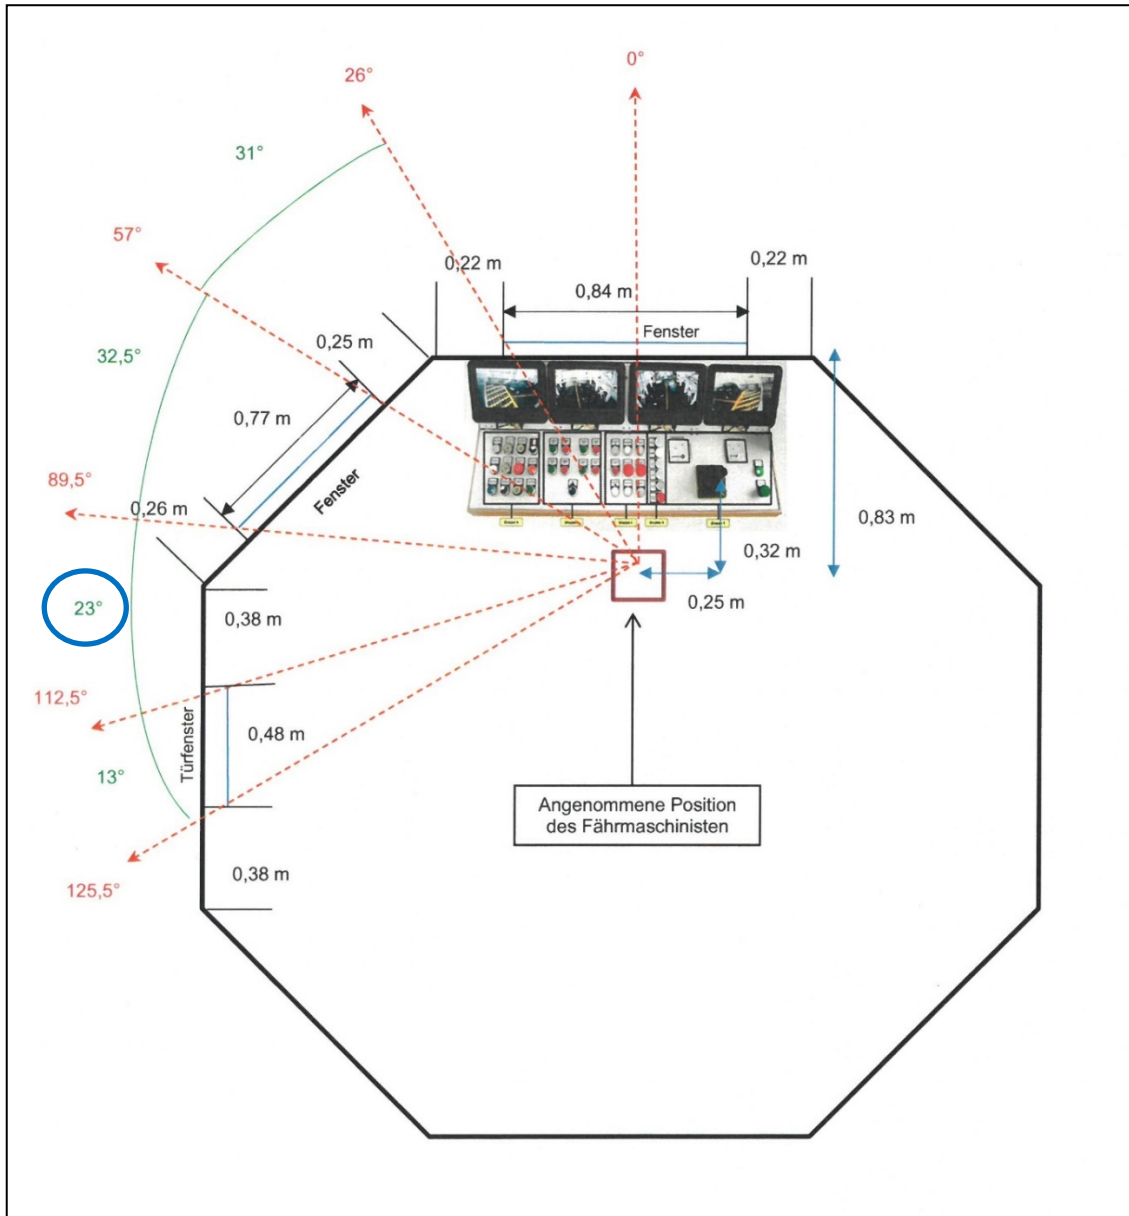 0°
26°
31°
57°
0,22 m
0,22 m
0,84 m
Fenster
32,5°
0,25 m
0,77 m
Fenster
89,5°
0,26 m
0,83 m
0,32 m
0,25 m
23°
0,38 m
112,5°
Türfenster
0,48 m
13°
Angenommene Position
des Fährmaschinisten
125,5°
0,38 m